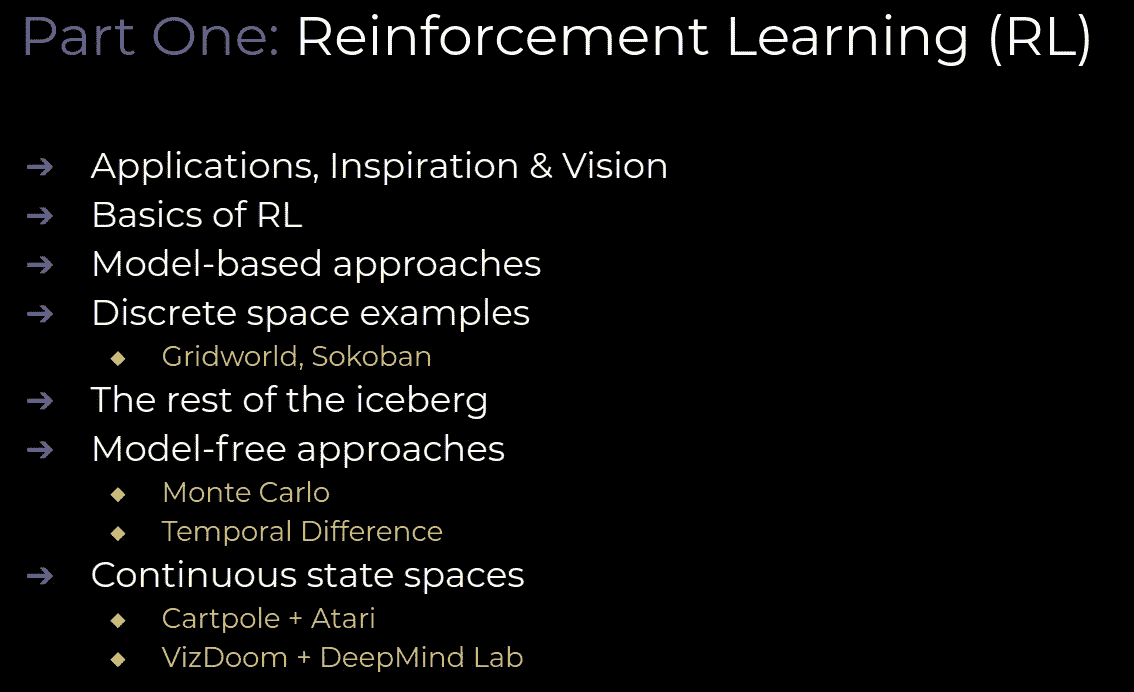 Part One: Reinforcement Learning (RL)
➔ Applications, Inspiration & Vision
➔ Basics of RL
➔ Model-based approaches
➔ Discrete space examples
◆ Gridworld, Sokoban
➔ The rest of the iceberg
➔ Model-free approaches
◆ Monte Carlo
◆ Temporal Difference
➔ Continuous state spaces
◆ Cartpole + Atari
◆ VizDoom + DeepMind Lab